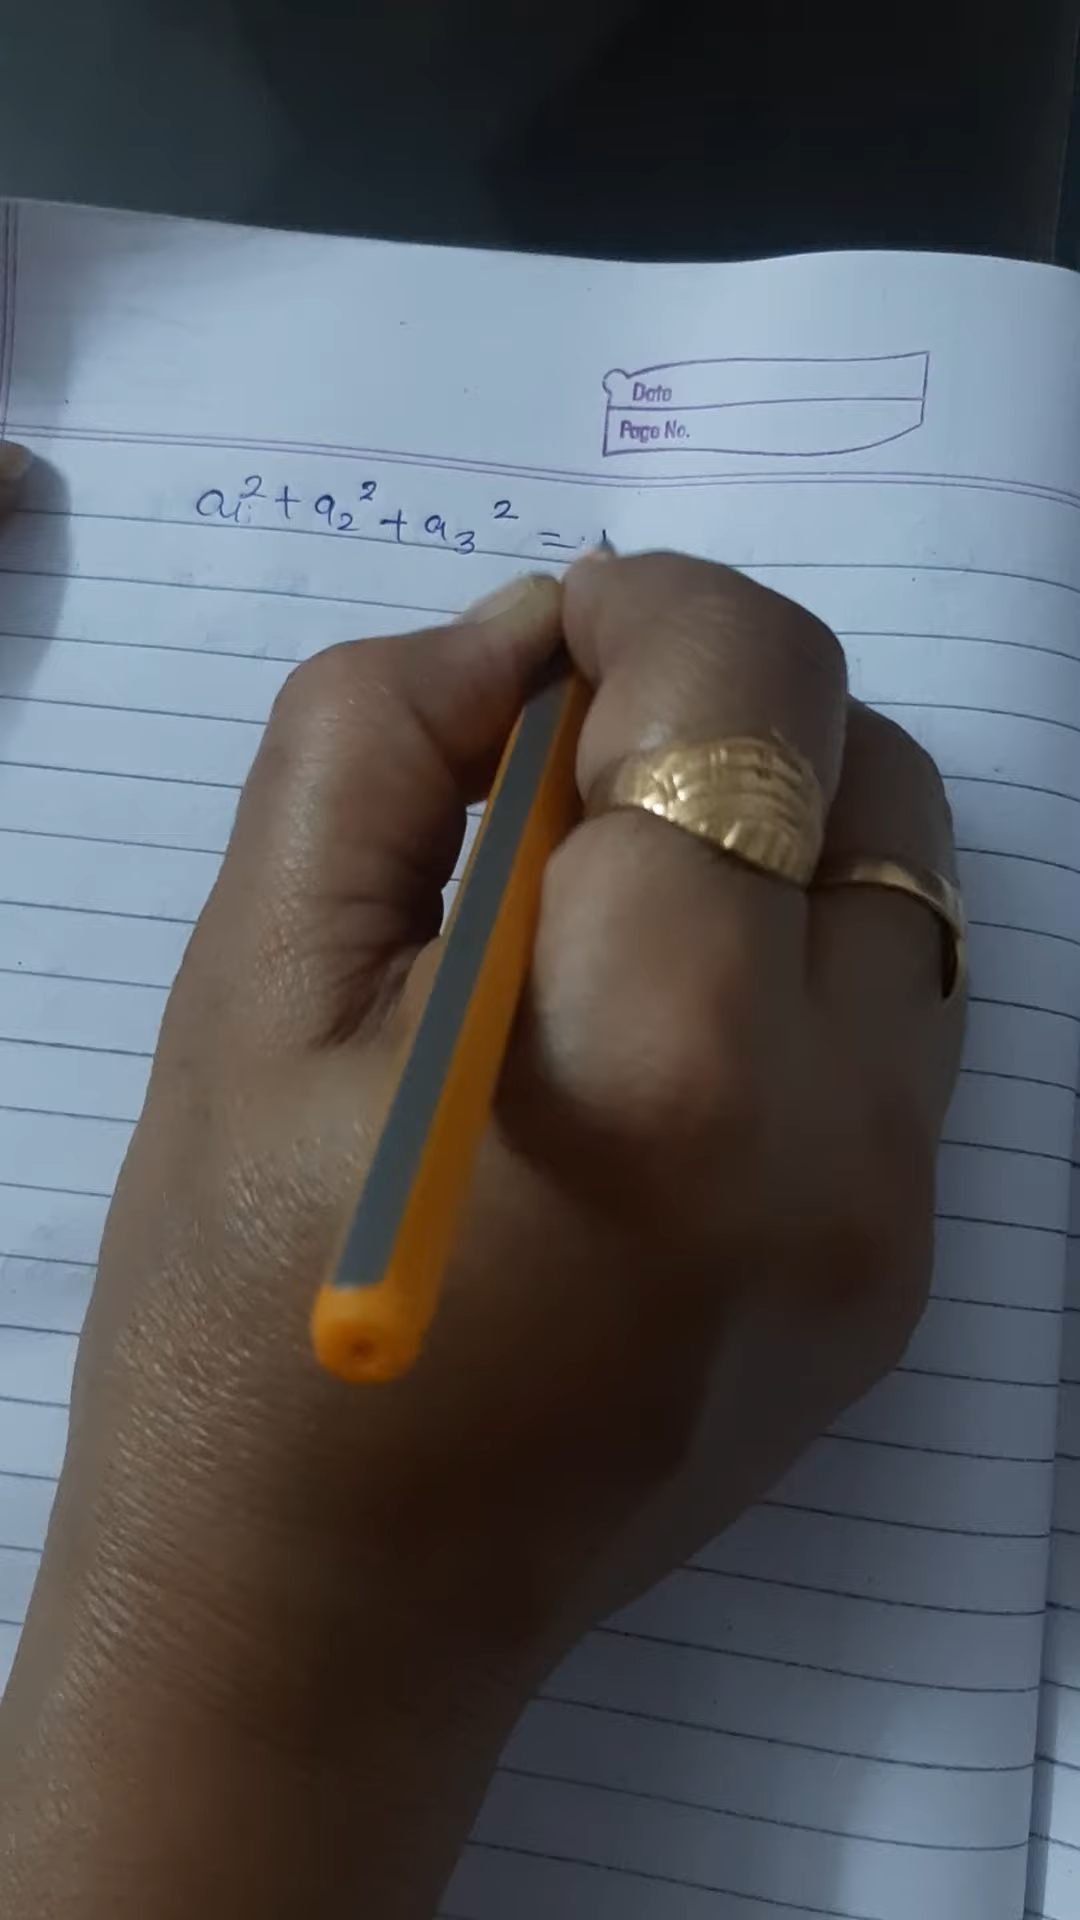 Date
Page No.
a₁² + a₂² + a₃² =